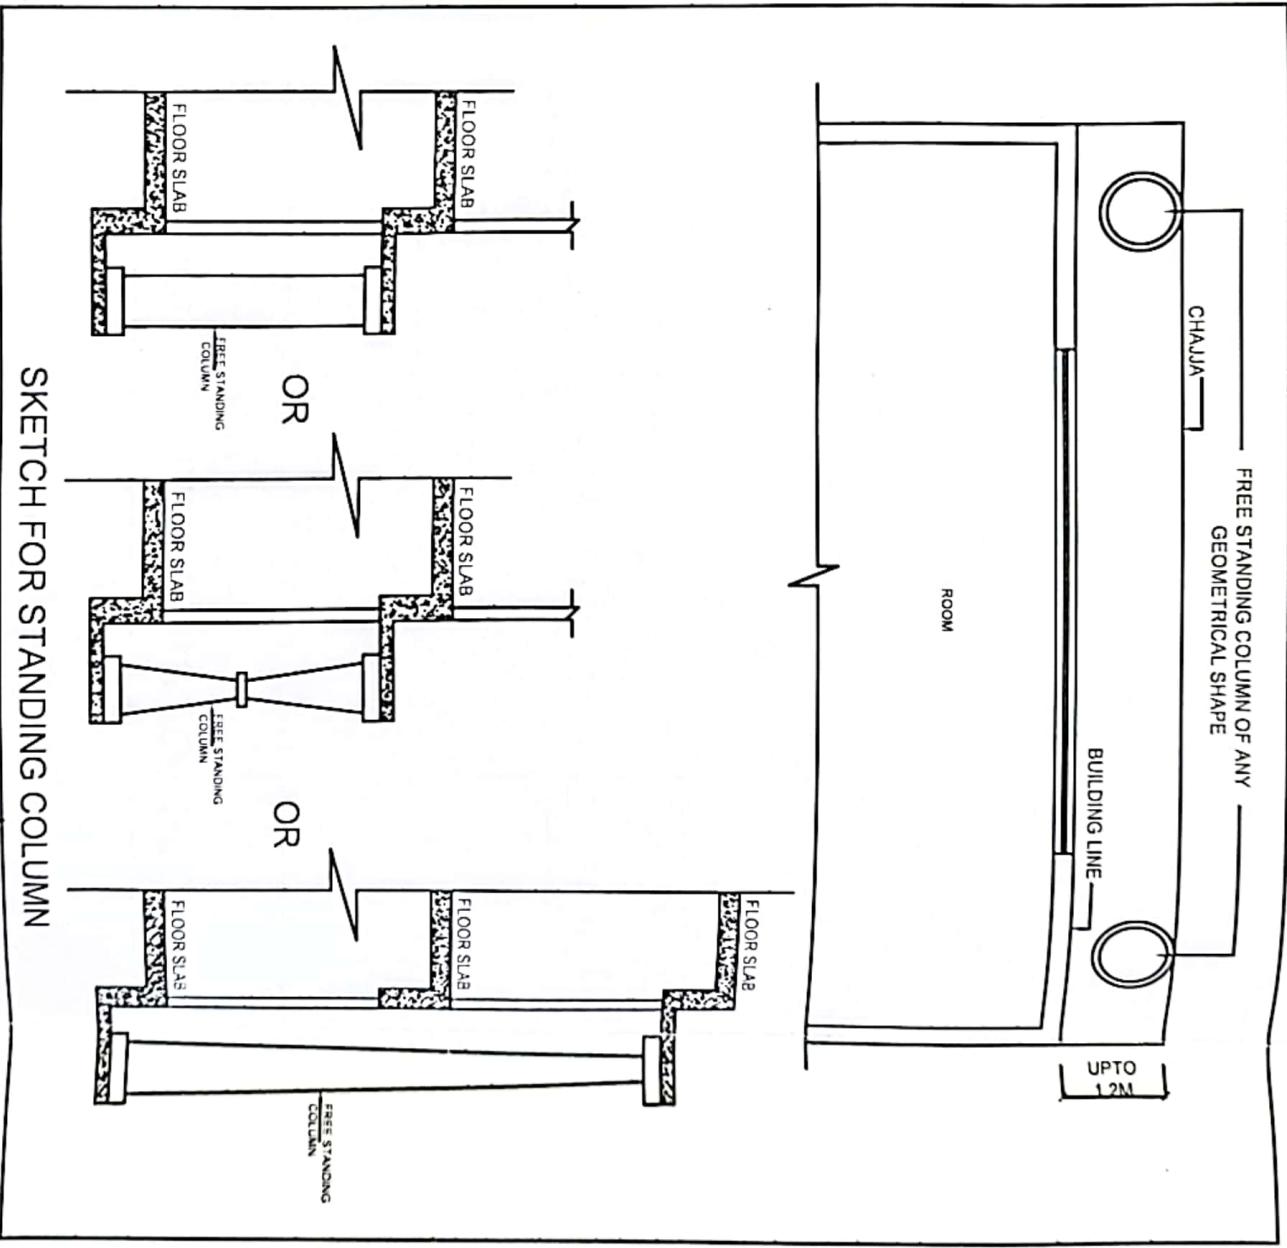 FREE STANDING COLUMN OF ANY
GEOMETRICAL SHAPE
CHAJJA
BUILDING LINE
UPTO
1.2M
ROOM
FLOOR SLAB
FLOOR SLAB
FREE STANDING
COLUMN
OR
FLOOR SLAB
FLOOR SLAB
FREE STANDING
COLUMN
OR
FLOOR SLAB
FLOOR SLAB
FLOOR SLAB
FREE STANDING
COLUMN
SKETCH FOR STANDING COLUMN